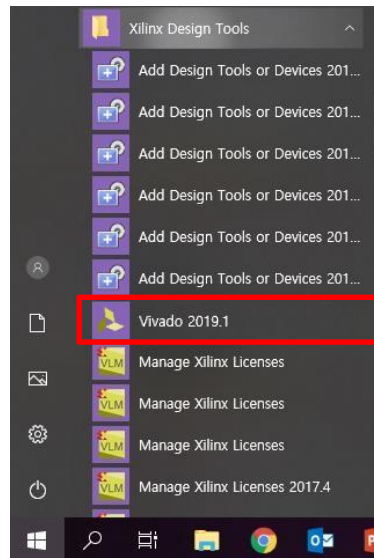 Xilinx Design Tools
Add Design Tools or Devices 201...
Add Design Tools or Devices 201...
Add Design Tools or Devices 201...
Add Design Tools or Devices 201...
Add Design Tools or Devices 201...
Add Design Tools or Devices 201...
Vivado 2019.1
VLM Manage Xilinx Licenses
VLM Manage Xilinx Licenses
VLM Manage Xilinx Licenses
VLM Manage Xilinx Licenses 2017.4